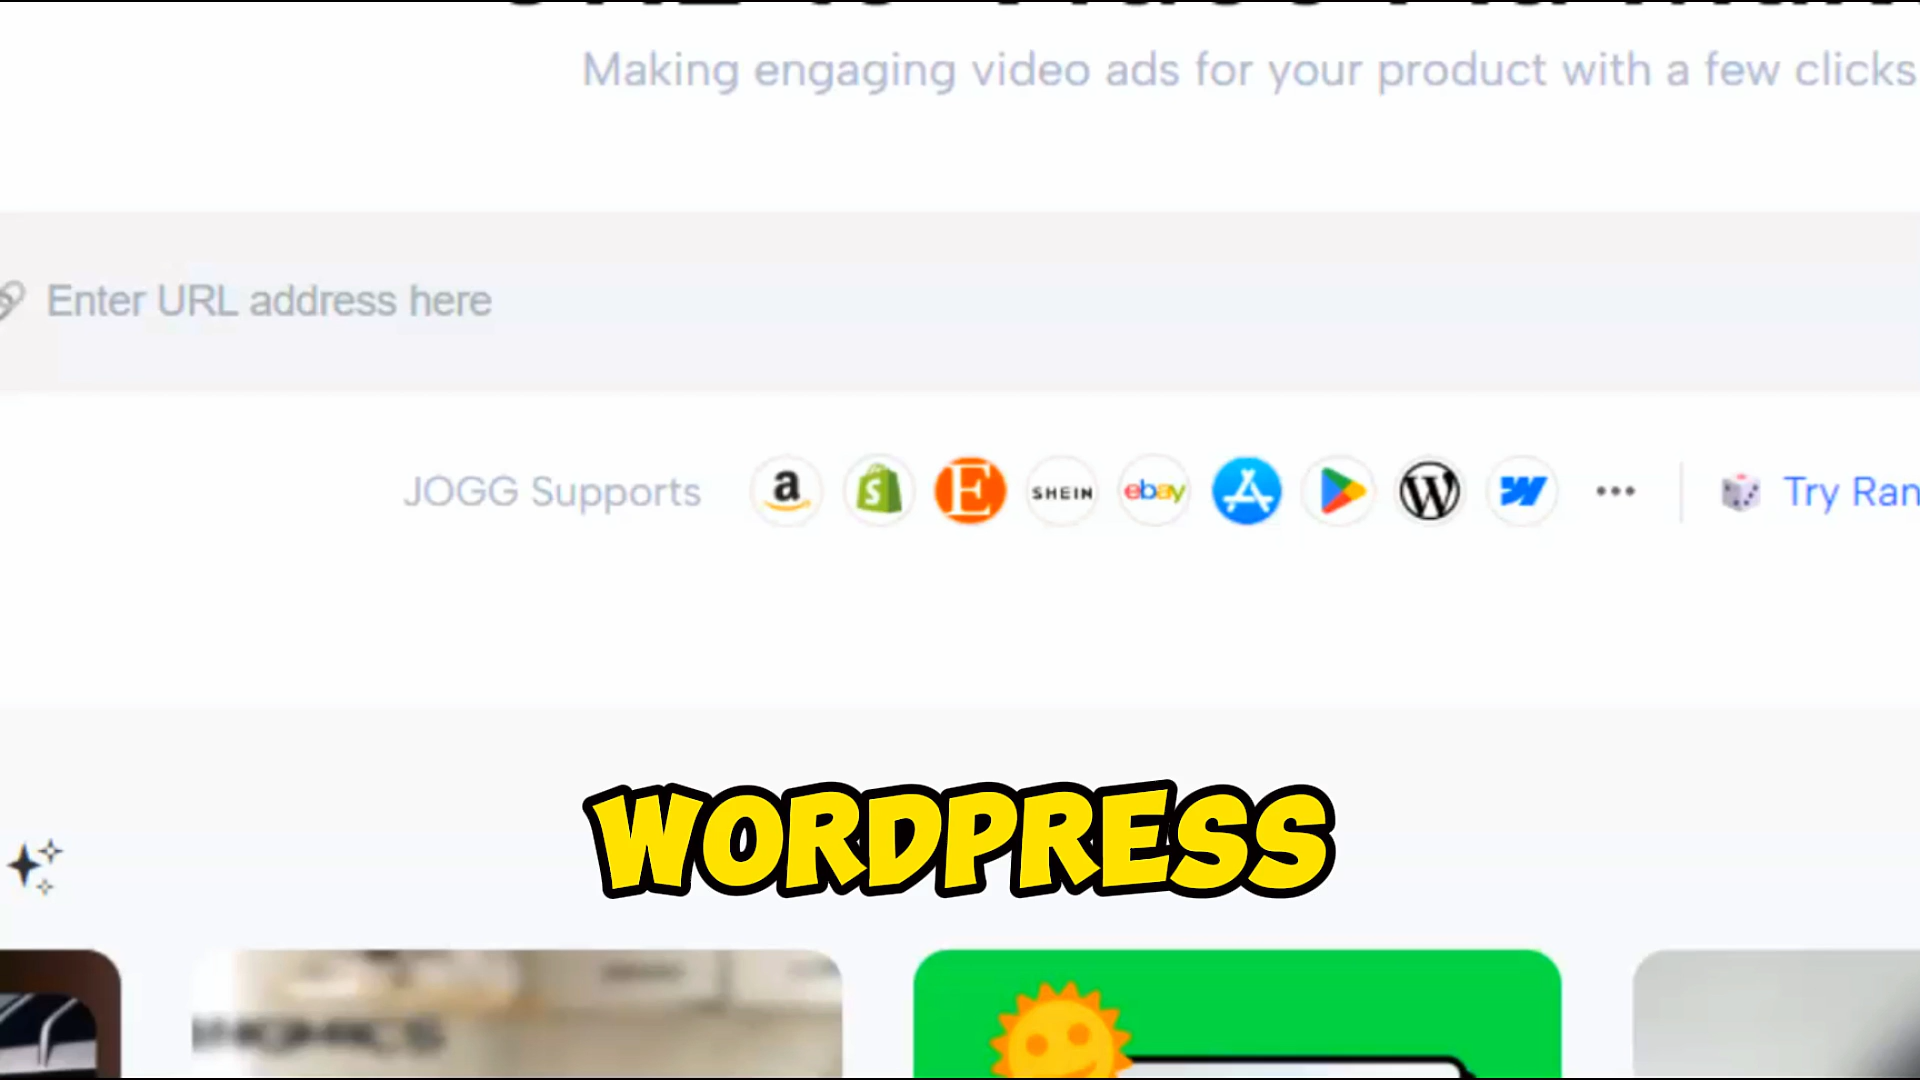 Making engaging video ads for your product with a few clicks
Enter URL address here
JOGG Supports
a
S
E
SHEIN
ebay
W
Try Ran
WORDPRESS